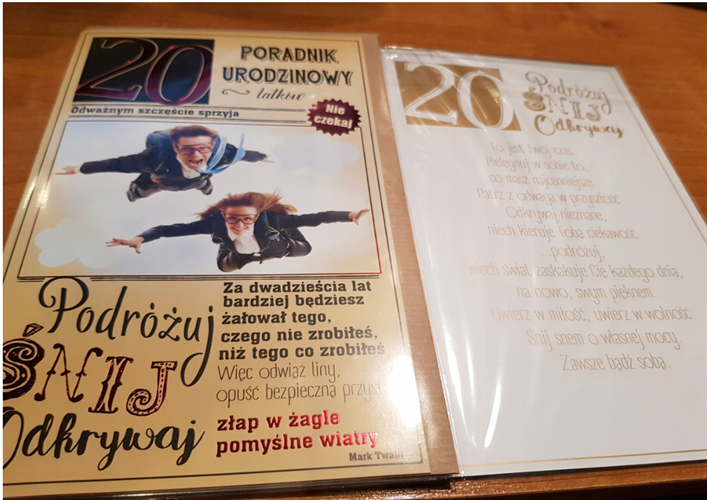 20
PORADNIK
URODZINOWY
latków
Odważnym szczęście sprzyja
Nie
czekaj
Podróżuj
ŚNIJ
Odkrywaj
Za dwadzieścia lat
bardziej będziesz
żałował tego,
czego nie zrobiłeś,
niż tego co zrobiłeś
Więc odwiąż liny,
opuść bezpieczną
złap w żagle
pomyślne wiatry
Mark Twain
20
Podróżuj
ŚNIJ
Odkrywaj
To jest Twój czas.
Pielęgnuj w sobie to,
co masz najcenniejsze.
Patrz z odwagą w przyszłość.
Odkrywaj nieznane,
niech kieruje Tobą ciekawość
...podróżuj,
niech świat zaskakuje Cię każdego dnia,
na nowo, swym pięknem.
Uwierz w miłość, uwierz w wolność.
Śnij snem o własnej mocy.
Zawsze bądź sobą.